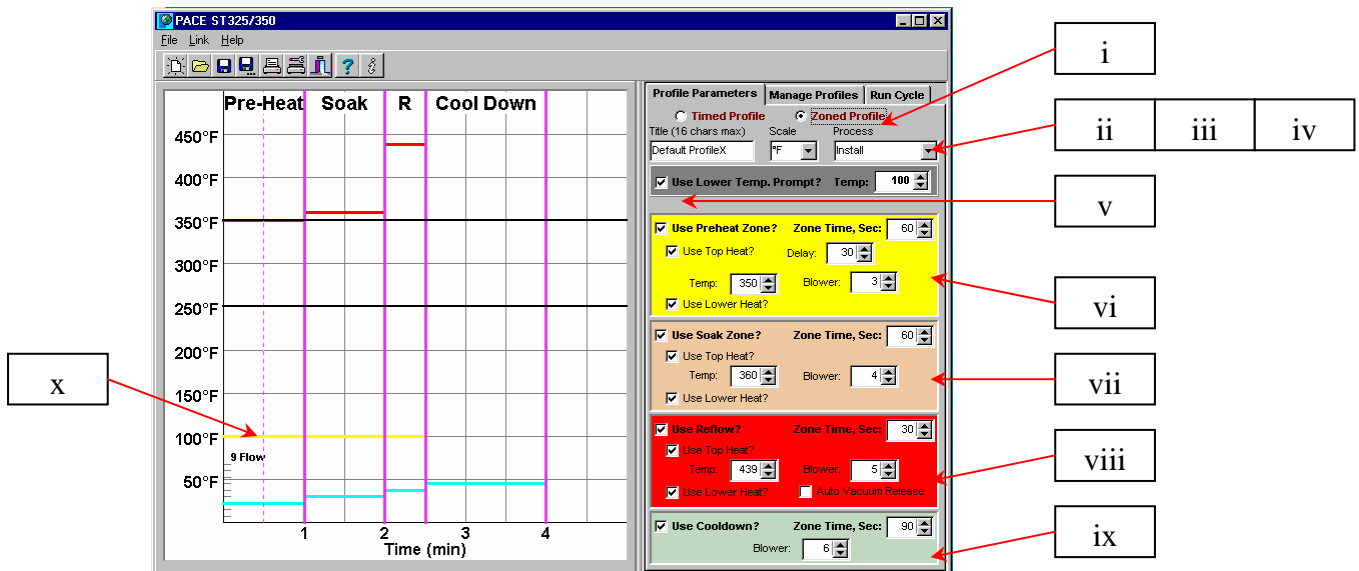 PACE ST325/350
File Link Help
Pre-Heat Soak R Cool Down
450°F
400°F
350°F
300°F
250°F
200°F
150°F
100°F
9 Flow
50°F
1 2 3 4
Time (min)
Profile Parameters Manage Profiles Run Cycle
Timed Profile Zoned Profile
Title (16 chars max) Scale Process
Default ProfileX °F Install
Use Lower Temp. Prompt? Temp: 100
Use Preheat Zone? Zone Time, Sec: 60
Use Top Heat? Delay: 30
Temp: 350 Blower: 3
Use Lower Heat?
Use Soak Zone? Zone Time, Sec: 60
Use Top Heat?
Temp: 360 Blower: 4
Use Lower Heat?
Use Reflow? Zone Time, Sec: 30
Use Top Heat?
Temp: 439 Blower: 5
Use Lower Heat? Auto Vacuum Release
Use Cooldown? Zone Time, Sec: 90
Blower: 6
i
ii iii iv
v
vi
vii
viii
ix
x